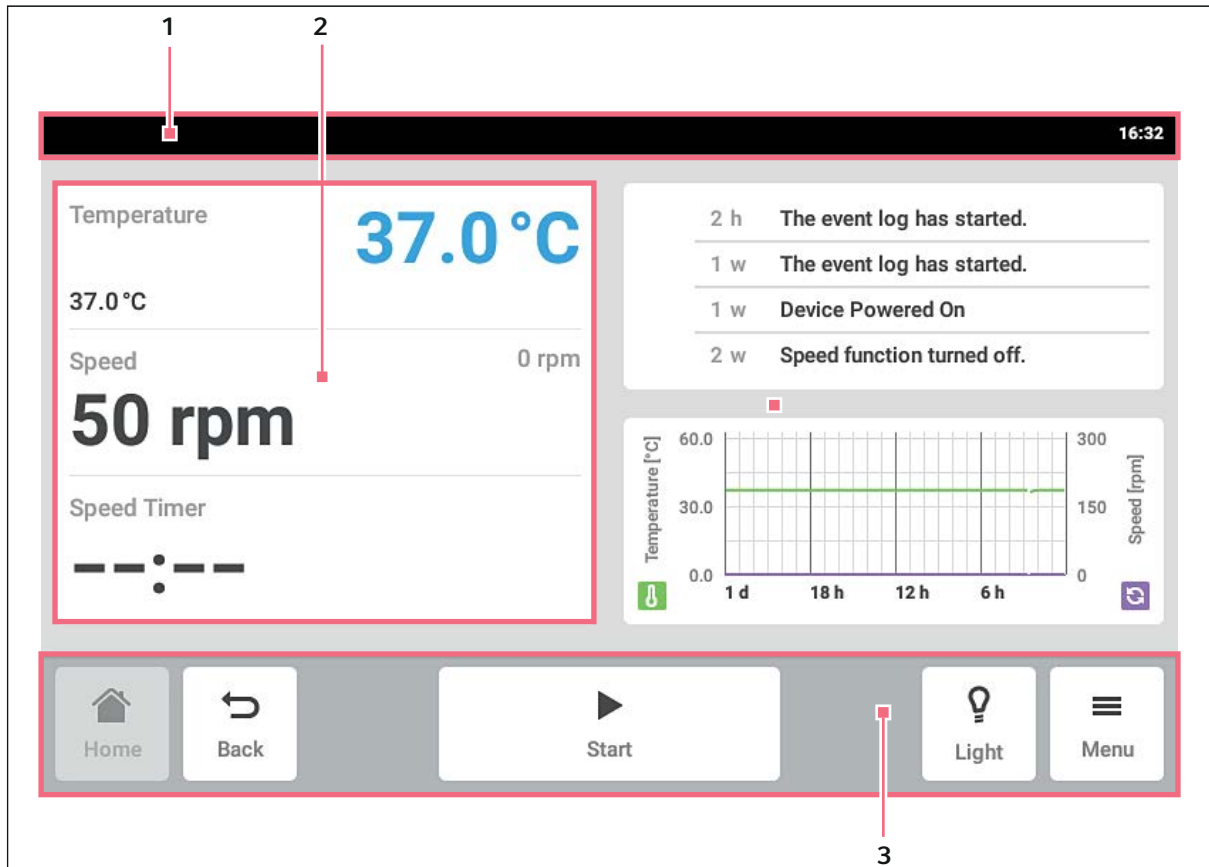 1 2
16:32
Temperature 37.0 °C
37.0 °C
Speed 0 rpm
50 rpm
Speed Timer
--:--
2 h The event log has started.
1 w The event log has started.
1 w Device Powered On
2 w Speed function turned off.
Temperature [°C]
60.0
30.0
0.0
300
150
0
Speed [rpm]
1 d 18 h 12 h 6 h
Home Back Start Light Menu
3